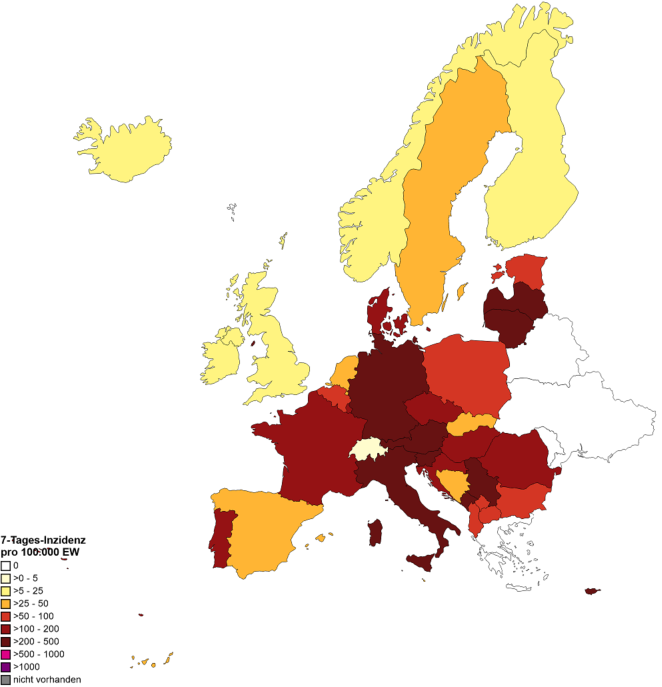 7-Tages-Inzidenz
pro 100.000 EW
0
>0 - 5
>5 - 25
>25 - 50
>50 - 100
>100 - 200
>200 - 500
>500 - 1000
>1000
nicht vorhanden